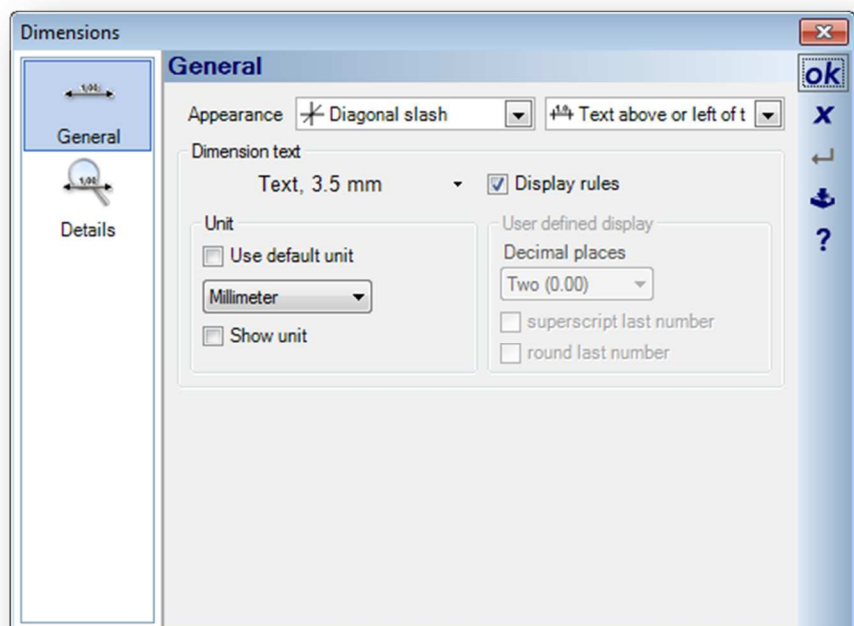 Dimensions
General
General
Details
Appearance
Diagonal slash
Text above or left of t
Dimension text
Text, 3.5 mm
Display rules
Unit
Use default unit
Millimeter
Show unit
User defined display
Decimal places
Two (0.00)
superscript last number
round last number
ok
x
?